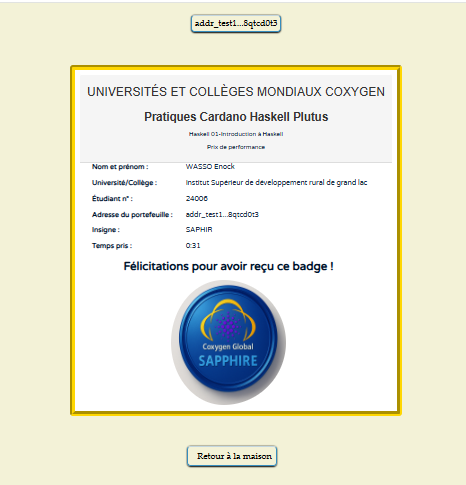 addr_test1...8qtcd0t3
UNIVERSITÉS ET COLLÈGES MONDIAUX COXYGEN
Pratiques Cardano Haskell Plutus
Haskell 01-Introduction à Haskell
Prix de performance
Nom et prénom : WASSO Enock
Université/Collège : Institut Supérieur de développement rural de grand lac
Étudiant n° : 24006
Adresse du portefeuille : addr_test1...8qtcd0t3
Insigne : SAPHIR
Temps pris : 0:31
Félicitations pour avoir reçu ce badge !
Coxygen Global
SAPPHIRE
Retour à la maison